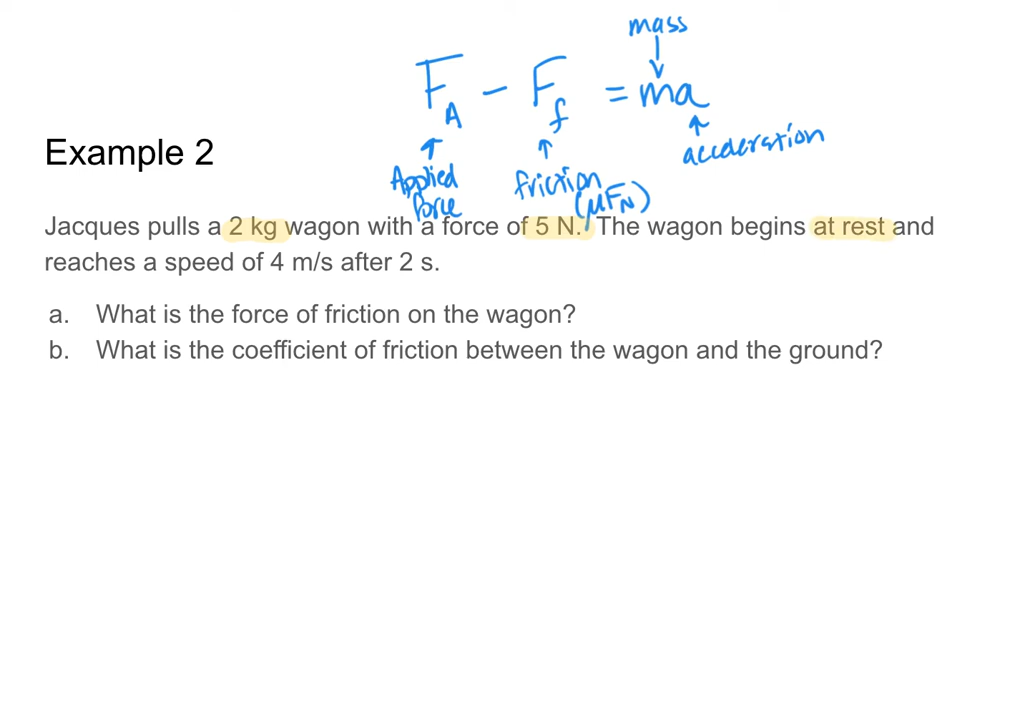 mass
F_A - F_f = ma
Example 2
Applied Force
friction (μF_N)
acceleration
Jacques pulls a 2 kg wagon with a force of 5 N. The wagon begins at rest and
reaches a speed of 4 m/s after 2 s.
a. What is the force of friction on the wagon?
b. What is the coefficient of friction between the wagon and the ground?